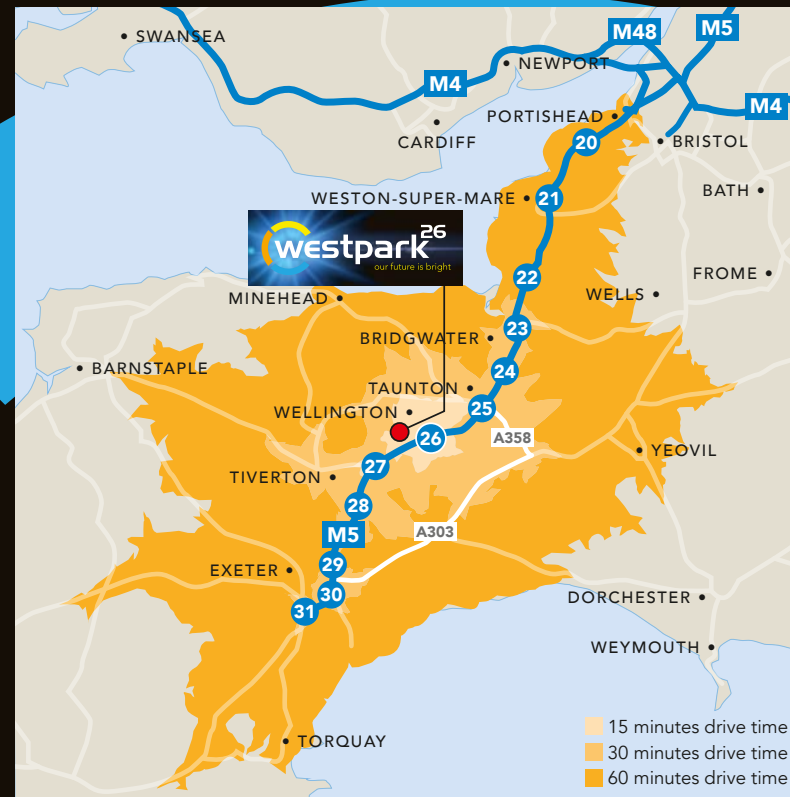 SWANSEA
M48
M5
NEWPORT
M4
M4
PORTISHEAD
CARDIFF
20
BRISTOL
BATH
WESTON-SUPER-MARE
21
westpark 26
our future is bright
22
FROME
MINEHEAD
WELLS
23
BRIDGWATER
BARNSTAPLE
24
TAUNTON
25
WELLINGTON
26
A358
YEOVIL
27
TIVERTON
28
M5
A303
EXETER
29
30
DORCHESTER
31
WEYMOUTH
15 minutes drive time
TORQUAY
30 minutes drive time
60 minutes drive time